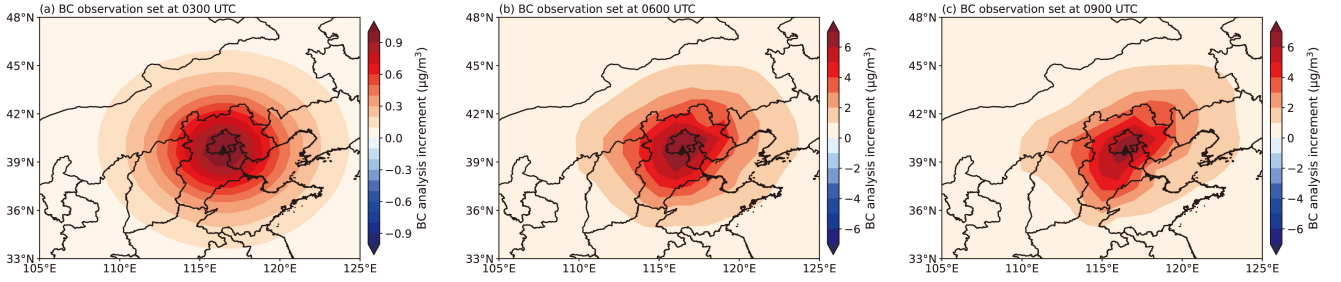 (a) BC observation set at 0300 UTC
48°N
45°N
42°N
39°N
36°N
33°N
105°E
110°E
115°E
120°E
125°E
0.9
0.6
0.3
0.0
−0.3
−0.6
−0.9
BC analysis increment (μg/m³)
(b) BC observation set at 0600 UTC
48°N
45°N
42°N
39°N
36°N
33°N
105°E
110°E
115°E
120°E
125°E
6
4
2
0
−2
−4
−6
BC analysis increment (μg/m³)
(c) BC observation set at 0900 UTC
48°N
45°N
42°N
39°N
36°N
33°N
105°E
110°E
115°E
120°E
125°E
6
4
2
0
−2
−4
−6
BC analysis increment (μg/m³)